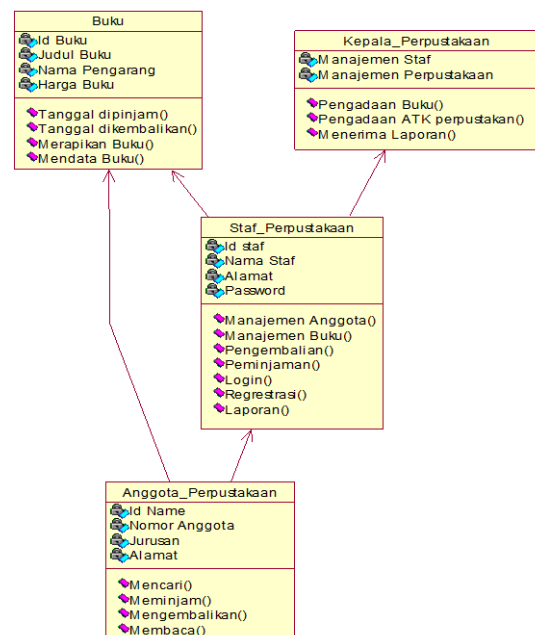 Buku
Id Buku
Judul Buku
Nama Pengarang
Harga Buku
Tanggal dipinjam()
Tanggal dikembalikan()
Merapikan Buku()
Mendata Buku()
Kepala_Perpustakaan
Manajemen Staf
Manajemen Perpustakaan
Pengadaan Buku()
Pengadaan ATK perpustakan()
Menerima Laporan()
Staf_Perpustakaan
Id staf
Nama Staf
Alamat
Password
Manajemen Anggota()
Manajemen Buku()
Pengembalian()
Peminjaman()
Login()
Regrestrasi()
Laporan()
Anggota_Perpustakaan
Id Name
Nomor Anggota
Jurusan
Alamat
Mencari()
Meminjam()
Mengembalikan()
Membaca()